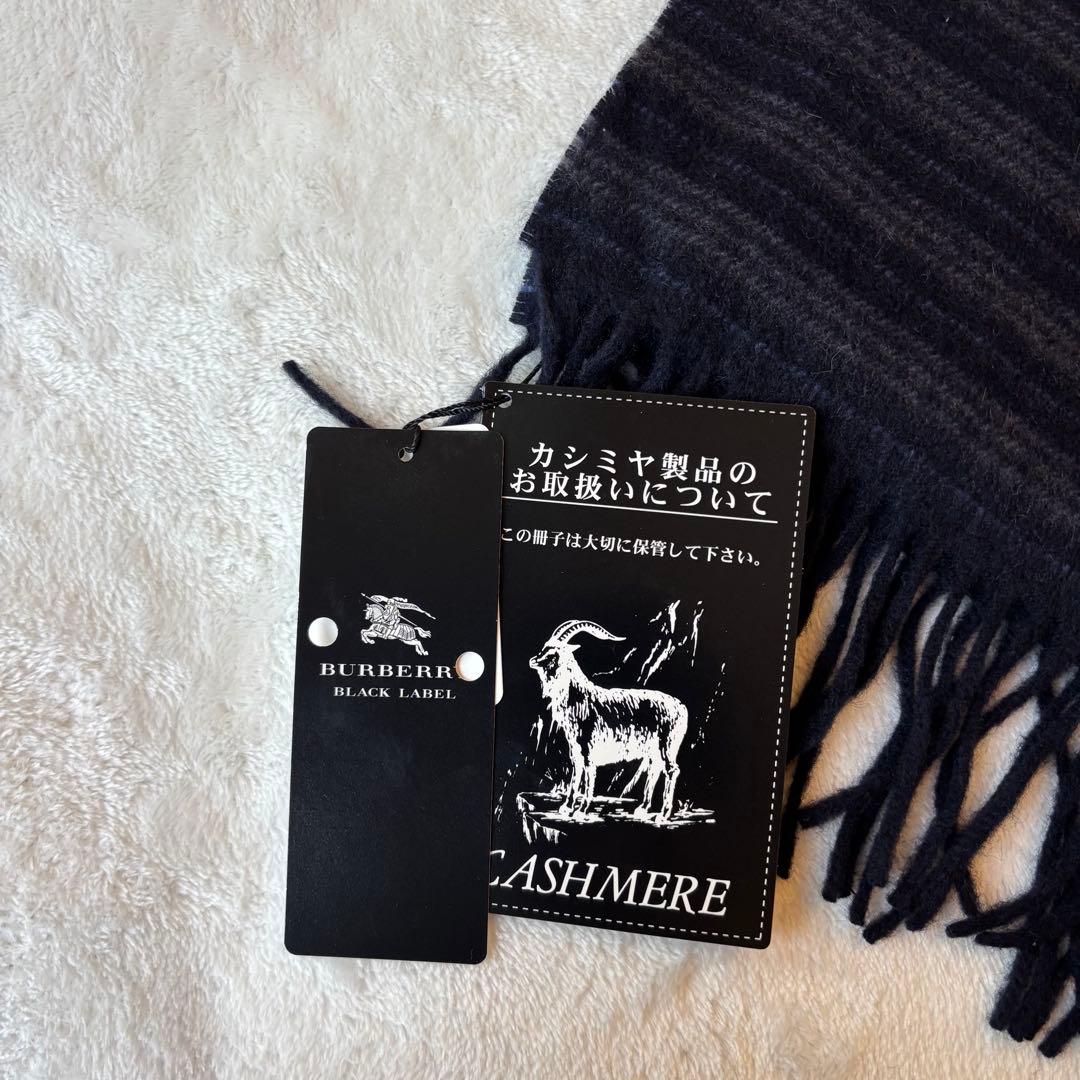 BURBERR
BLACK LABEL
カシミヤ製品の
お取扱いについて
この冊子は大切に保管して下さい。
CASHMERE